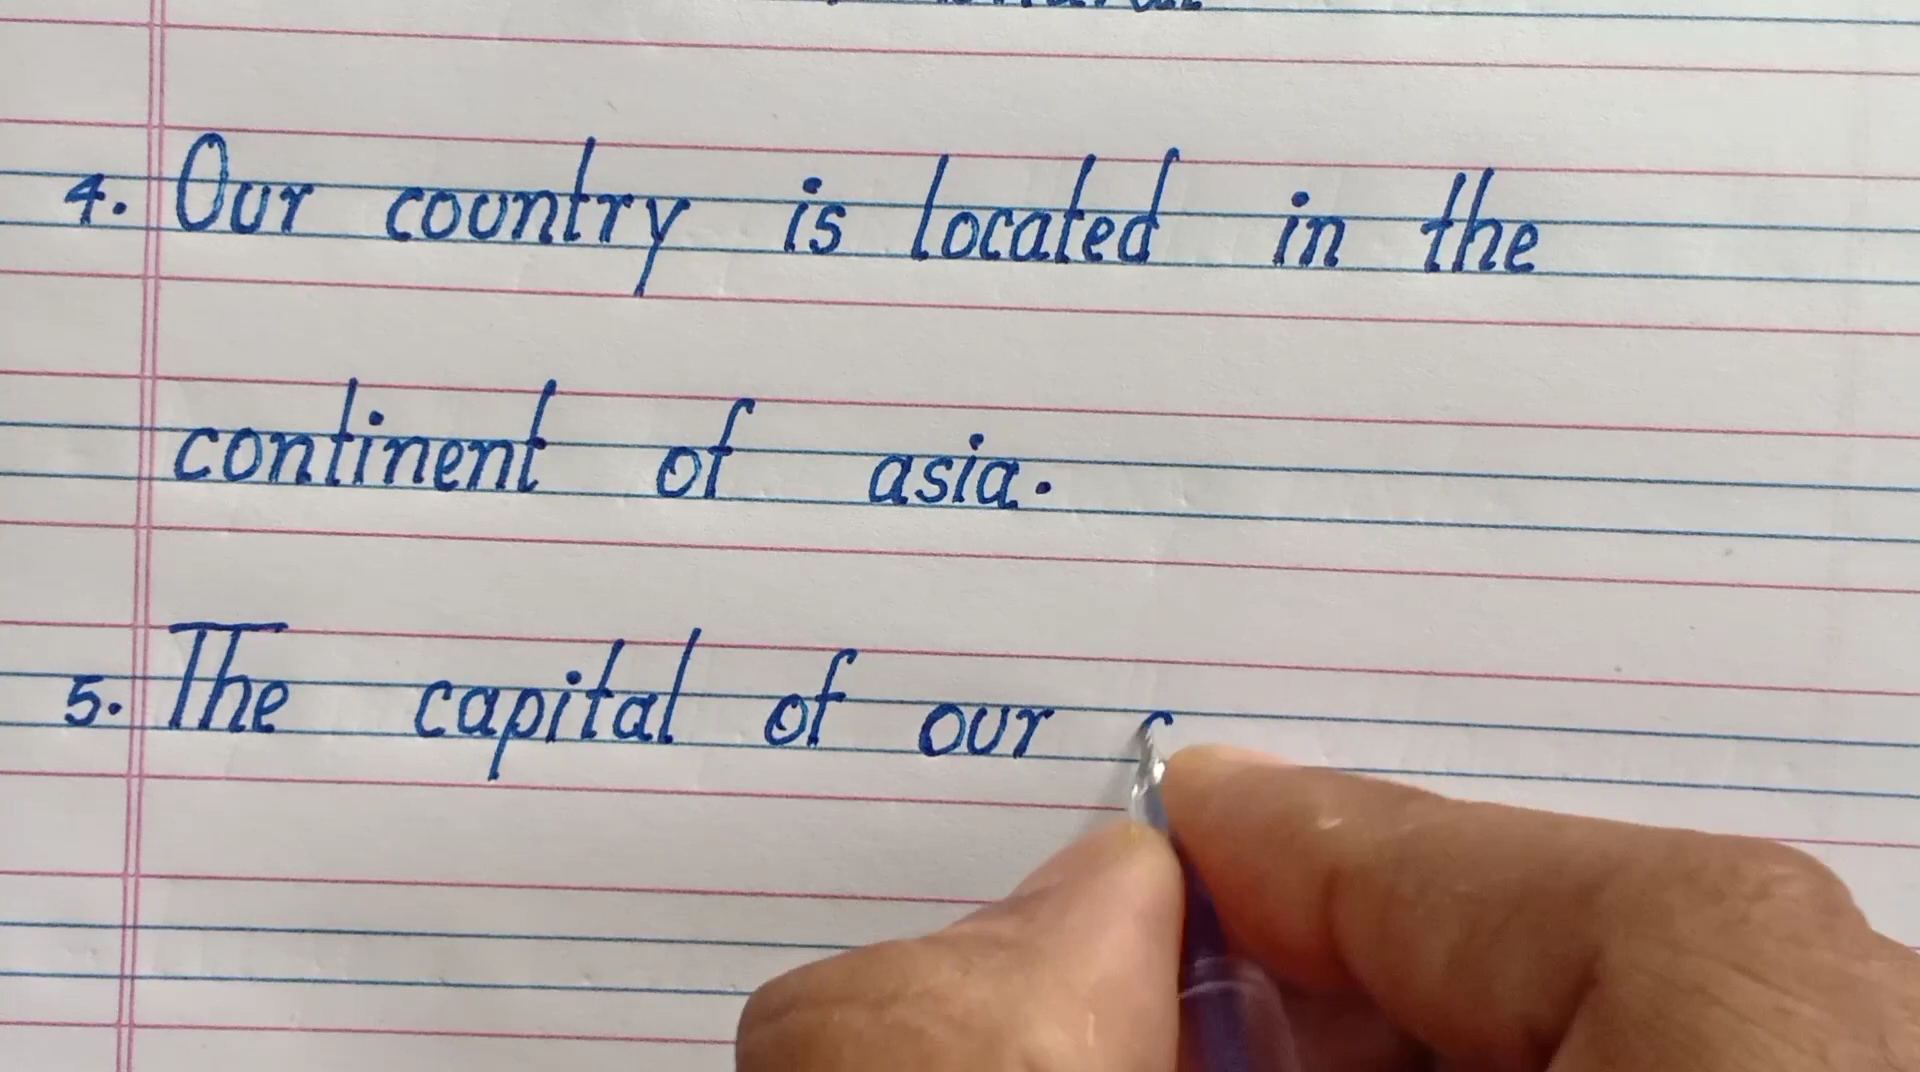 4. Our country is located in the
continent of asia.
5. The capital of our